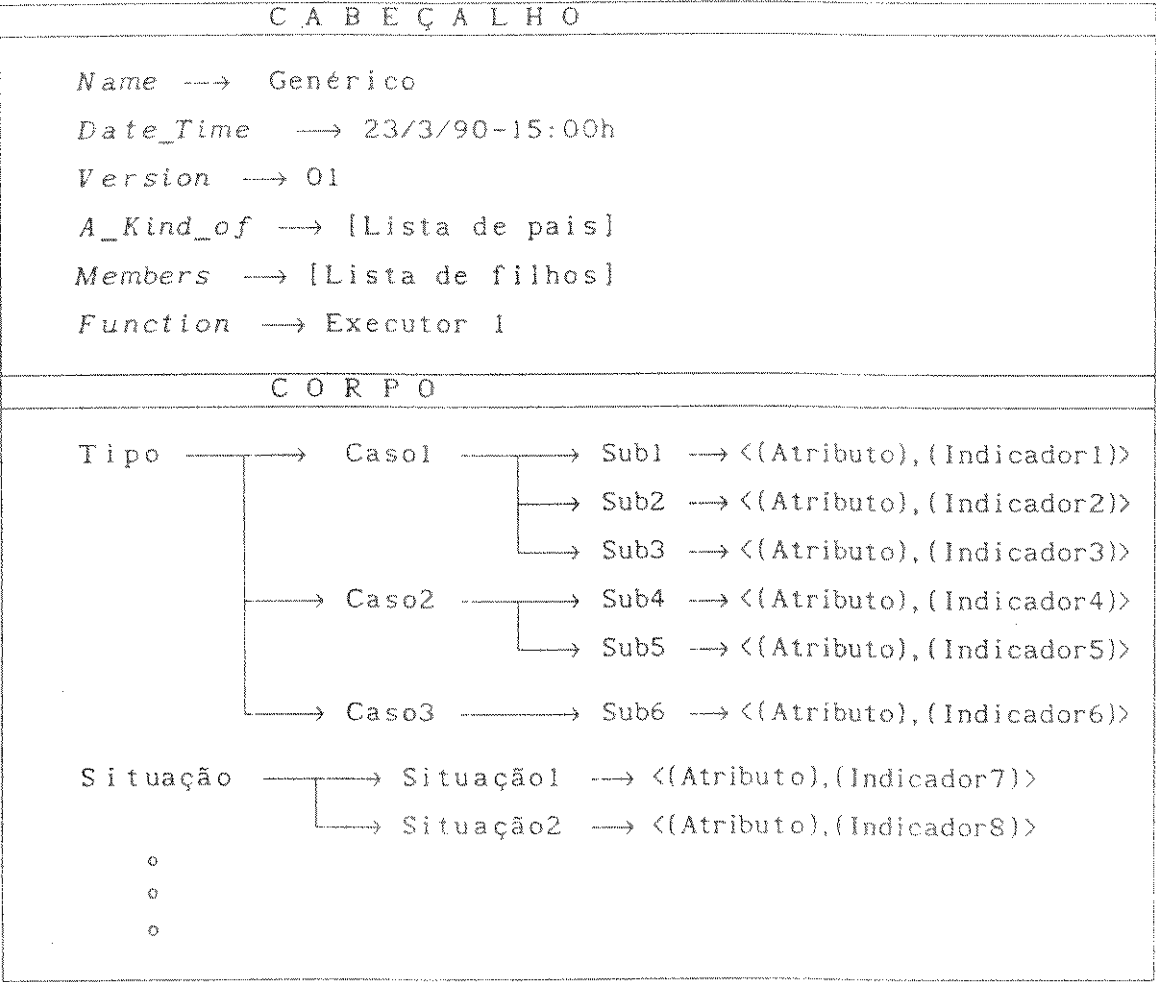 C A B E Ç A L H O
Name → Genérico
Date_Time → 23/3/90-15:00h
Version → 01
A_Kind_of → [Lista de pais]
Members → [Lista de filhos]
Function → Executor 1
C O R P O
Tipo → Caso1 → Sub1 → <(Atributo),(Indicador1)>
→ Sub2 → <(Atributo),(Indicador2)>
→ Sub3 → <(Atributo),(Indicador3)>
→ Caso2 → Sub4 → <(Atributo),(Indicador4)>
→ Sub5 → <(Atributo),(Indicador5)>
→ Caso3 → Sub6 → <(Atributo),(Indicador6)>
Situação → Situação1 → <(Atributo),(Indicador7)>
→ Situação2 → <(Atributo),(Indicador8)>
o
o
o